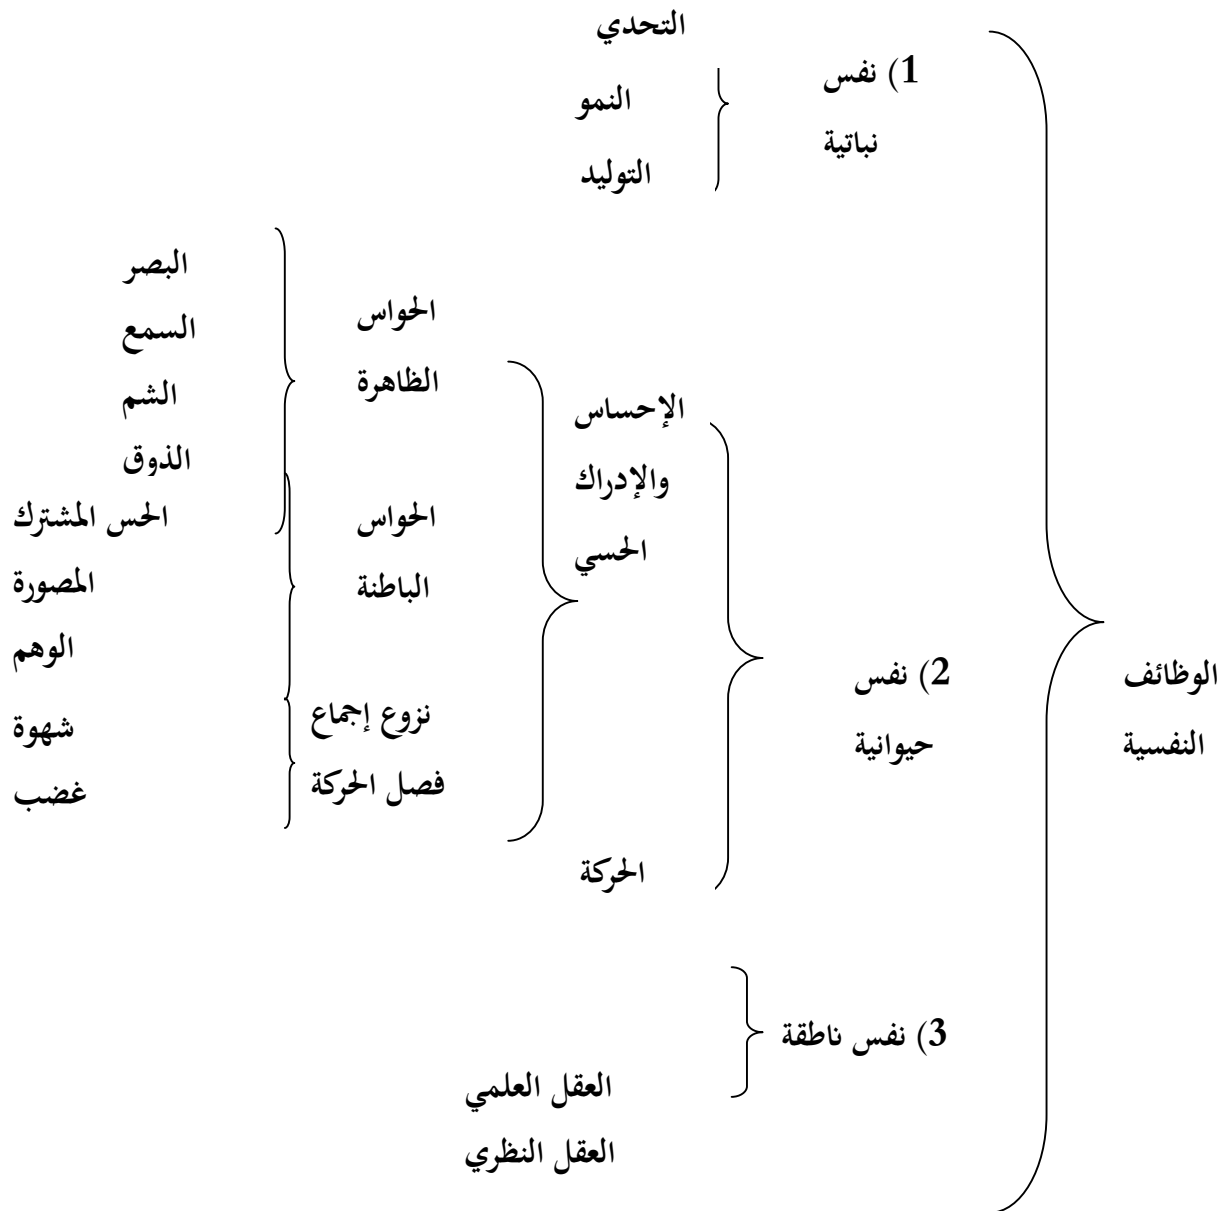 التحدي
1) نفس
نباتية
النمو
التوليد
البصر
السمع
الشم
الذوق
الحواس
الظاهرة
الإحساس
والإدراك
الحسي
الحس المشترك
المصورة
الوهم
الحواس
الباطنة
شهوة
غضب
نزوع إجماع
فصل الحركة
2) نفس
حيوانية
الوظائف
النفسية
الحركة
3) نفس ناطقة
العقل العلمي
العقل النظري